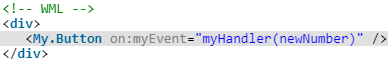 <!-- WML -->
<div>
<My.Button on:myEvent="myHandler(newNumber)" />
</div>